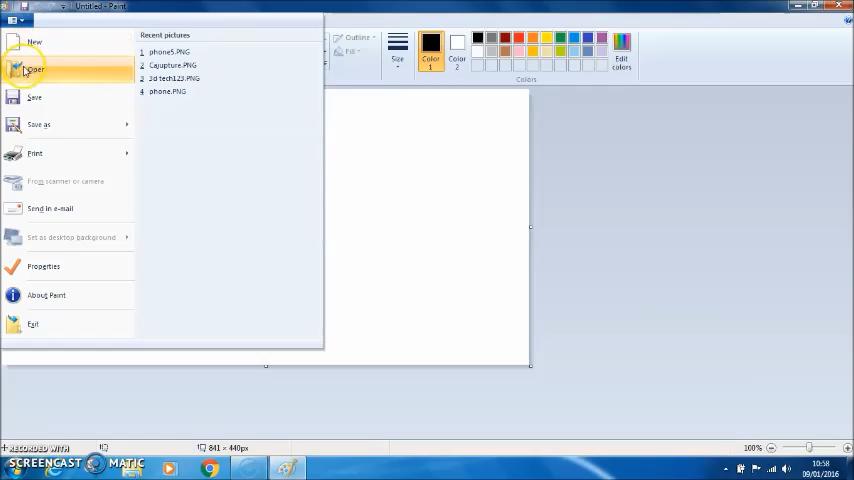 Untitled - Paint
Recent pictures
New
1 phone5.PNG
Open
2 Cajupture.PNG
3 3d tech123.PNG
4 phone.PNG
Save
Save as
Print
From scanner or camera
Send in e-mail
Set as desktop background
Properties
About Paint
Exit
Outline
Fill
Size
Color 1
Color 2
Edit colors
Colors
841 × 440px
100%
RECORDED WITH
SCREENCAST MATIC
10:58
09/01/2016